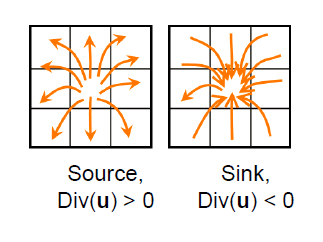 Source,
Div(u) > 0
Sink,
Div(u) < 0